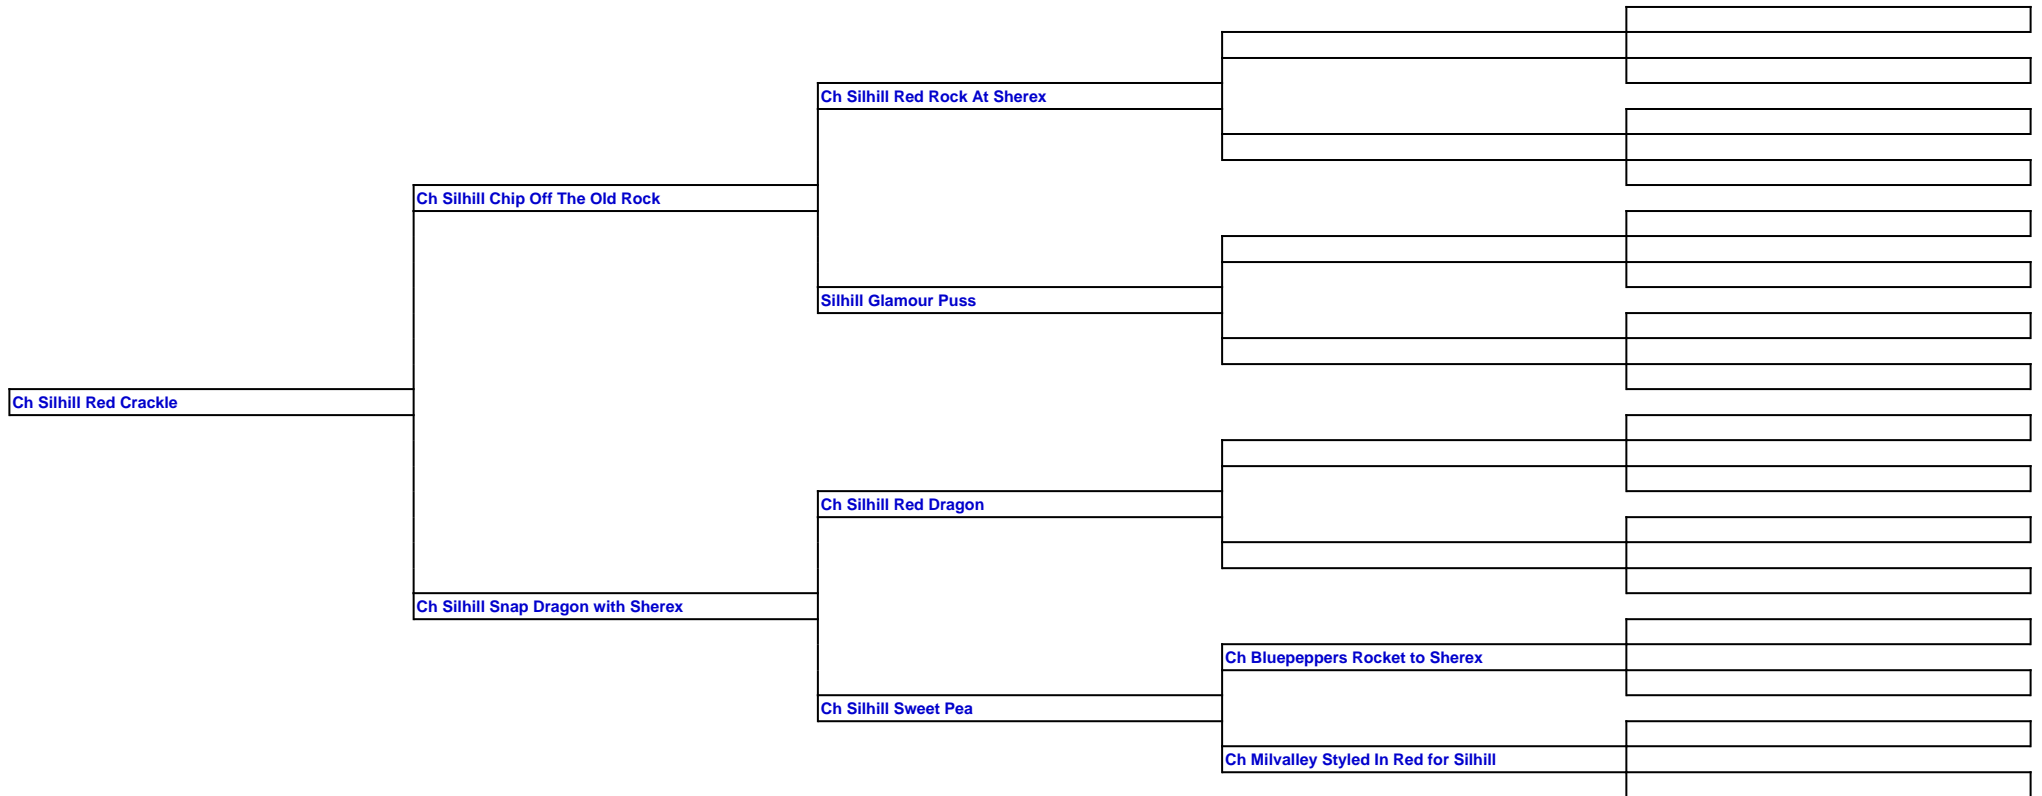 Ch Silhill Red Rock At Sherex
Ch Silhill Chip Off The Old Rock
Silhill Glamour Puss
Ch Silhill Red Crackle
Ch Silhill Red Dragon
Ch Silhill Snap Dragon with Sherex
Ch Bluepeppers Rocket to Sherex
Ch Silhill Sweet Pea
Ch Milvalley Styled In Red for Silhill